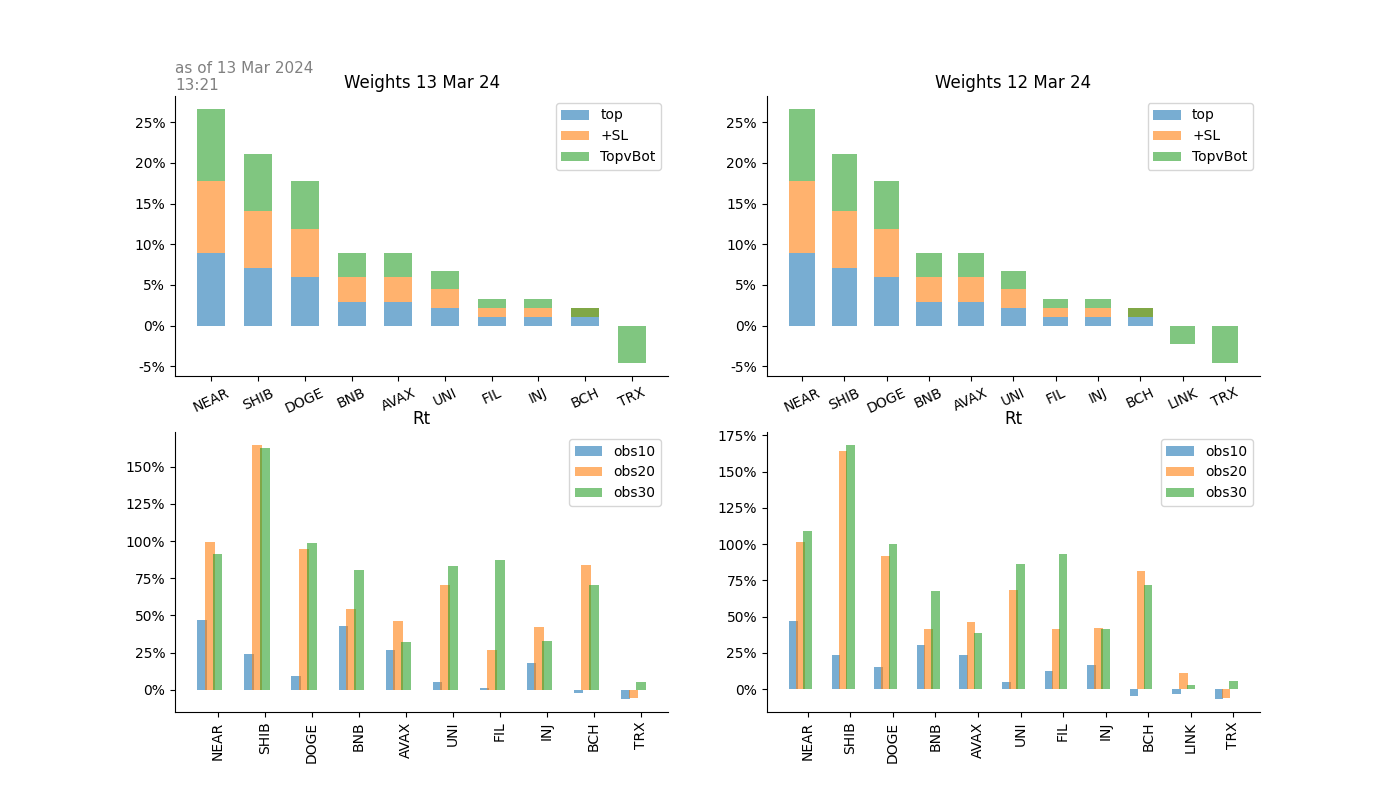 as of 13 Mar 2024
13:21
Weights 13 Mar 24
25%
20%
15%
10%
5%
0%
-5%
top
+SL
TopvBot
NEAR SHIB DOGE BNB AVAX UNI FIL INJ BCH TRX
Weights 12 Mar 24
25%
20%
15%
10%
5%
0%
-5%
top
+SL
TopvBot
NEAR SHIB DOGE BNB AVAX UNI FIL INJ BCH LINK TRX
Rt
150%
125%
100%
75%
50%
25%
0%
obs10
obs20
obs30
NEAR SHIB DOGE BNB AVAX UNI FIL INJ BCH TRX
Rt
175%
150%
125%
100%
75%
50%
25%
0%
obs10
obs20
obs30
NEAR SHIB DOGE BNB AVAX UNI FIL INJ BCH LINK TRX